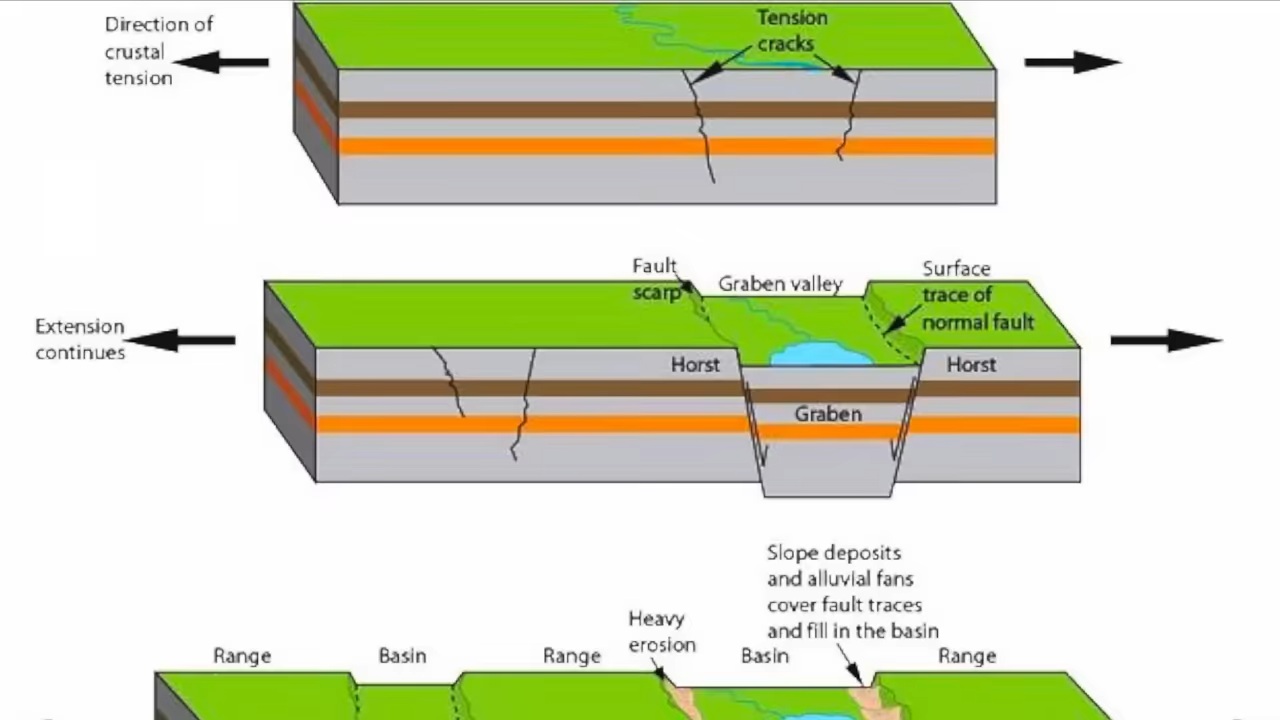 Direction of
crustal
tension
Tension
cracks
Fault
scarp
Graben valley
Surface
trace of
normal fault
Extension
continues
Horst
Horst
Graben
Slope deposits
and alluvial fans
cover fault traces
and fill in the basin
Heavy
erosion
Range
Basin
Range
Basin
Range